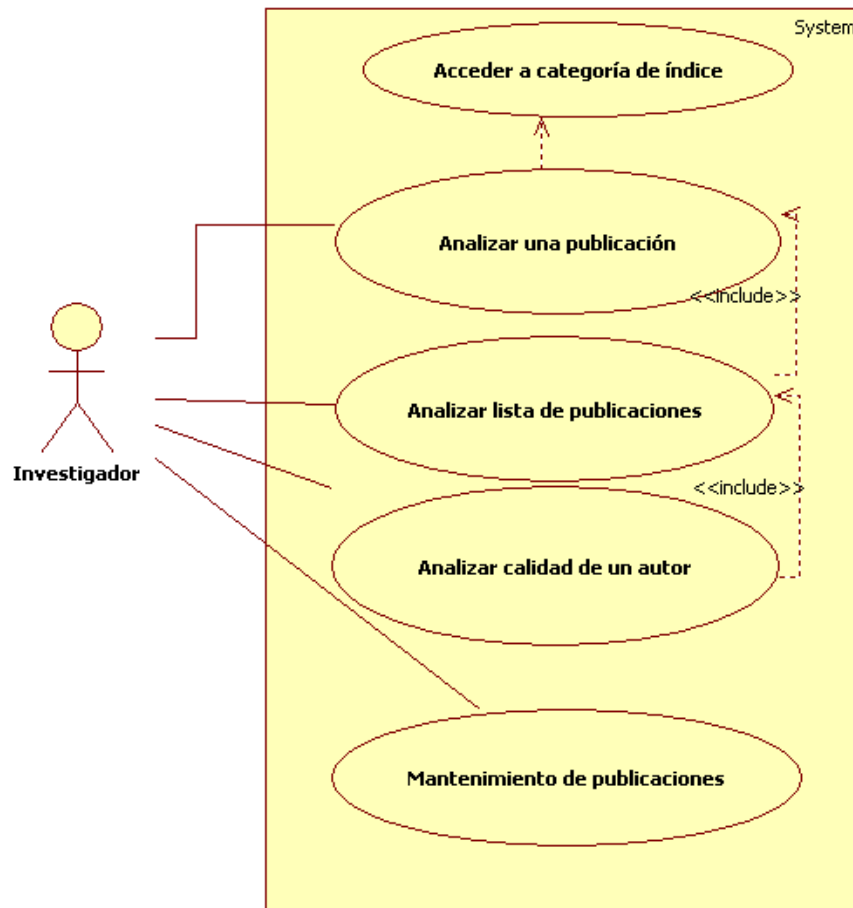 System
Acceder a categoría de índice
Analizar una publicación
<<include>>
Analizar lista de publicaciones
Investigador
<<include>>
Analizar calidad de un autor
Mantenimiento de publicaciones